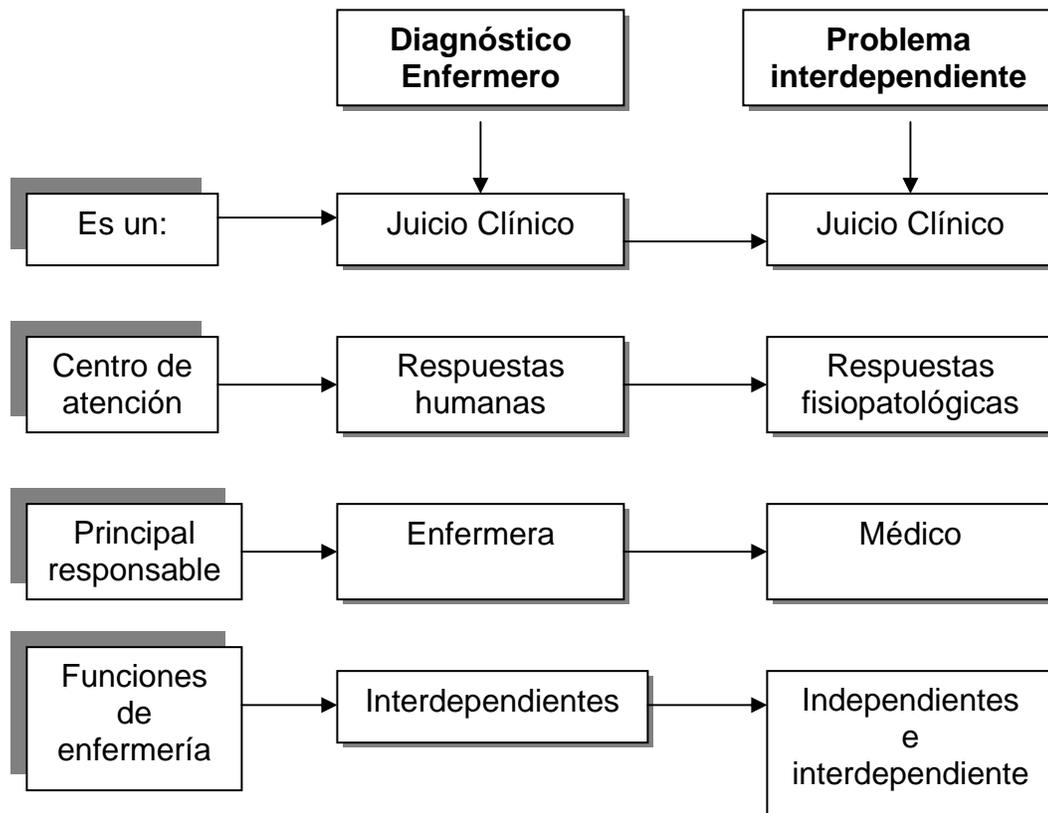 Diagnóstico
Enfermero
Problema
interdependiente
Es un:
Juicio Clínico
Juicio Clínico
Centro de
atención
Respuestas
humanas
Respuestas
fisiopatológicas
Principal
responsable
Enfermera
Médico
Funciones
de
enfermería
Interdependientes
Independientes
e
interdependiente